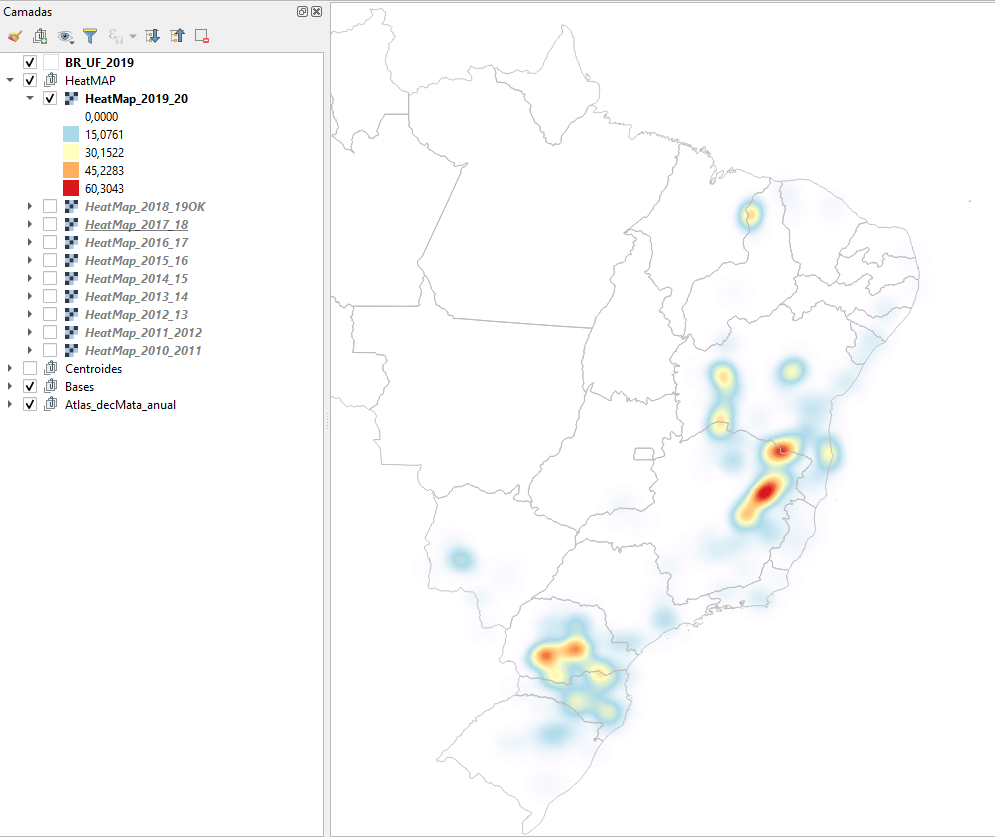 Camadas
BR_UF_2019
HeatMAP
HeatMap_2019_20
0,0000
15,0761
30,1522
45,2283
60,3043
HeatMap_2018_19OK
HeatMap_2017_18
HeatMap_2016_17
HeatMap_2015_16
HeatMap_2014_15
HeatMap_2013_14
HeatMap_2012_13
HeatMap_2011_2012
HeatMap_2010_2011
Centroides
Bases
Atlas_decMata_anual